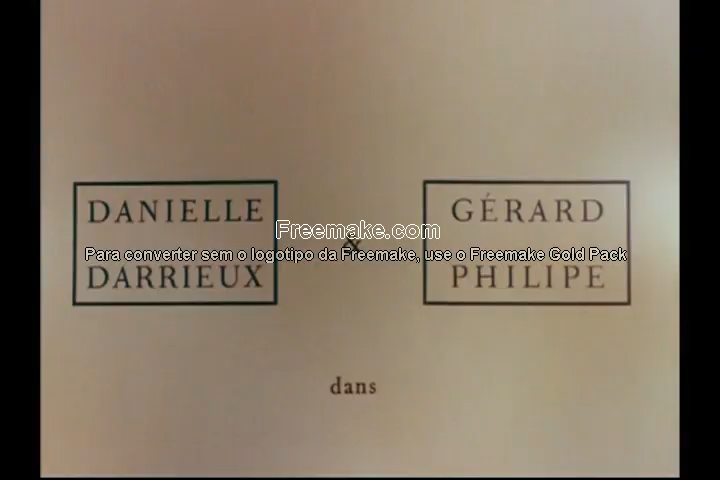 DANIELLE
DARRIEUX
&
GÉRARD
PHILIPE
dans
Freemake.com
Para converter sem o logotipo da Freemake, use o Freemake Gold Pack